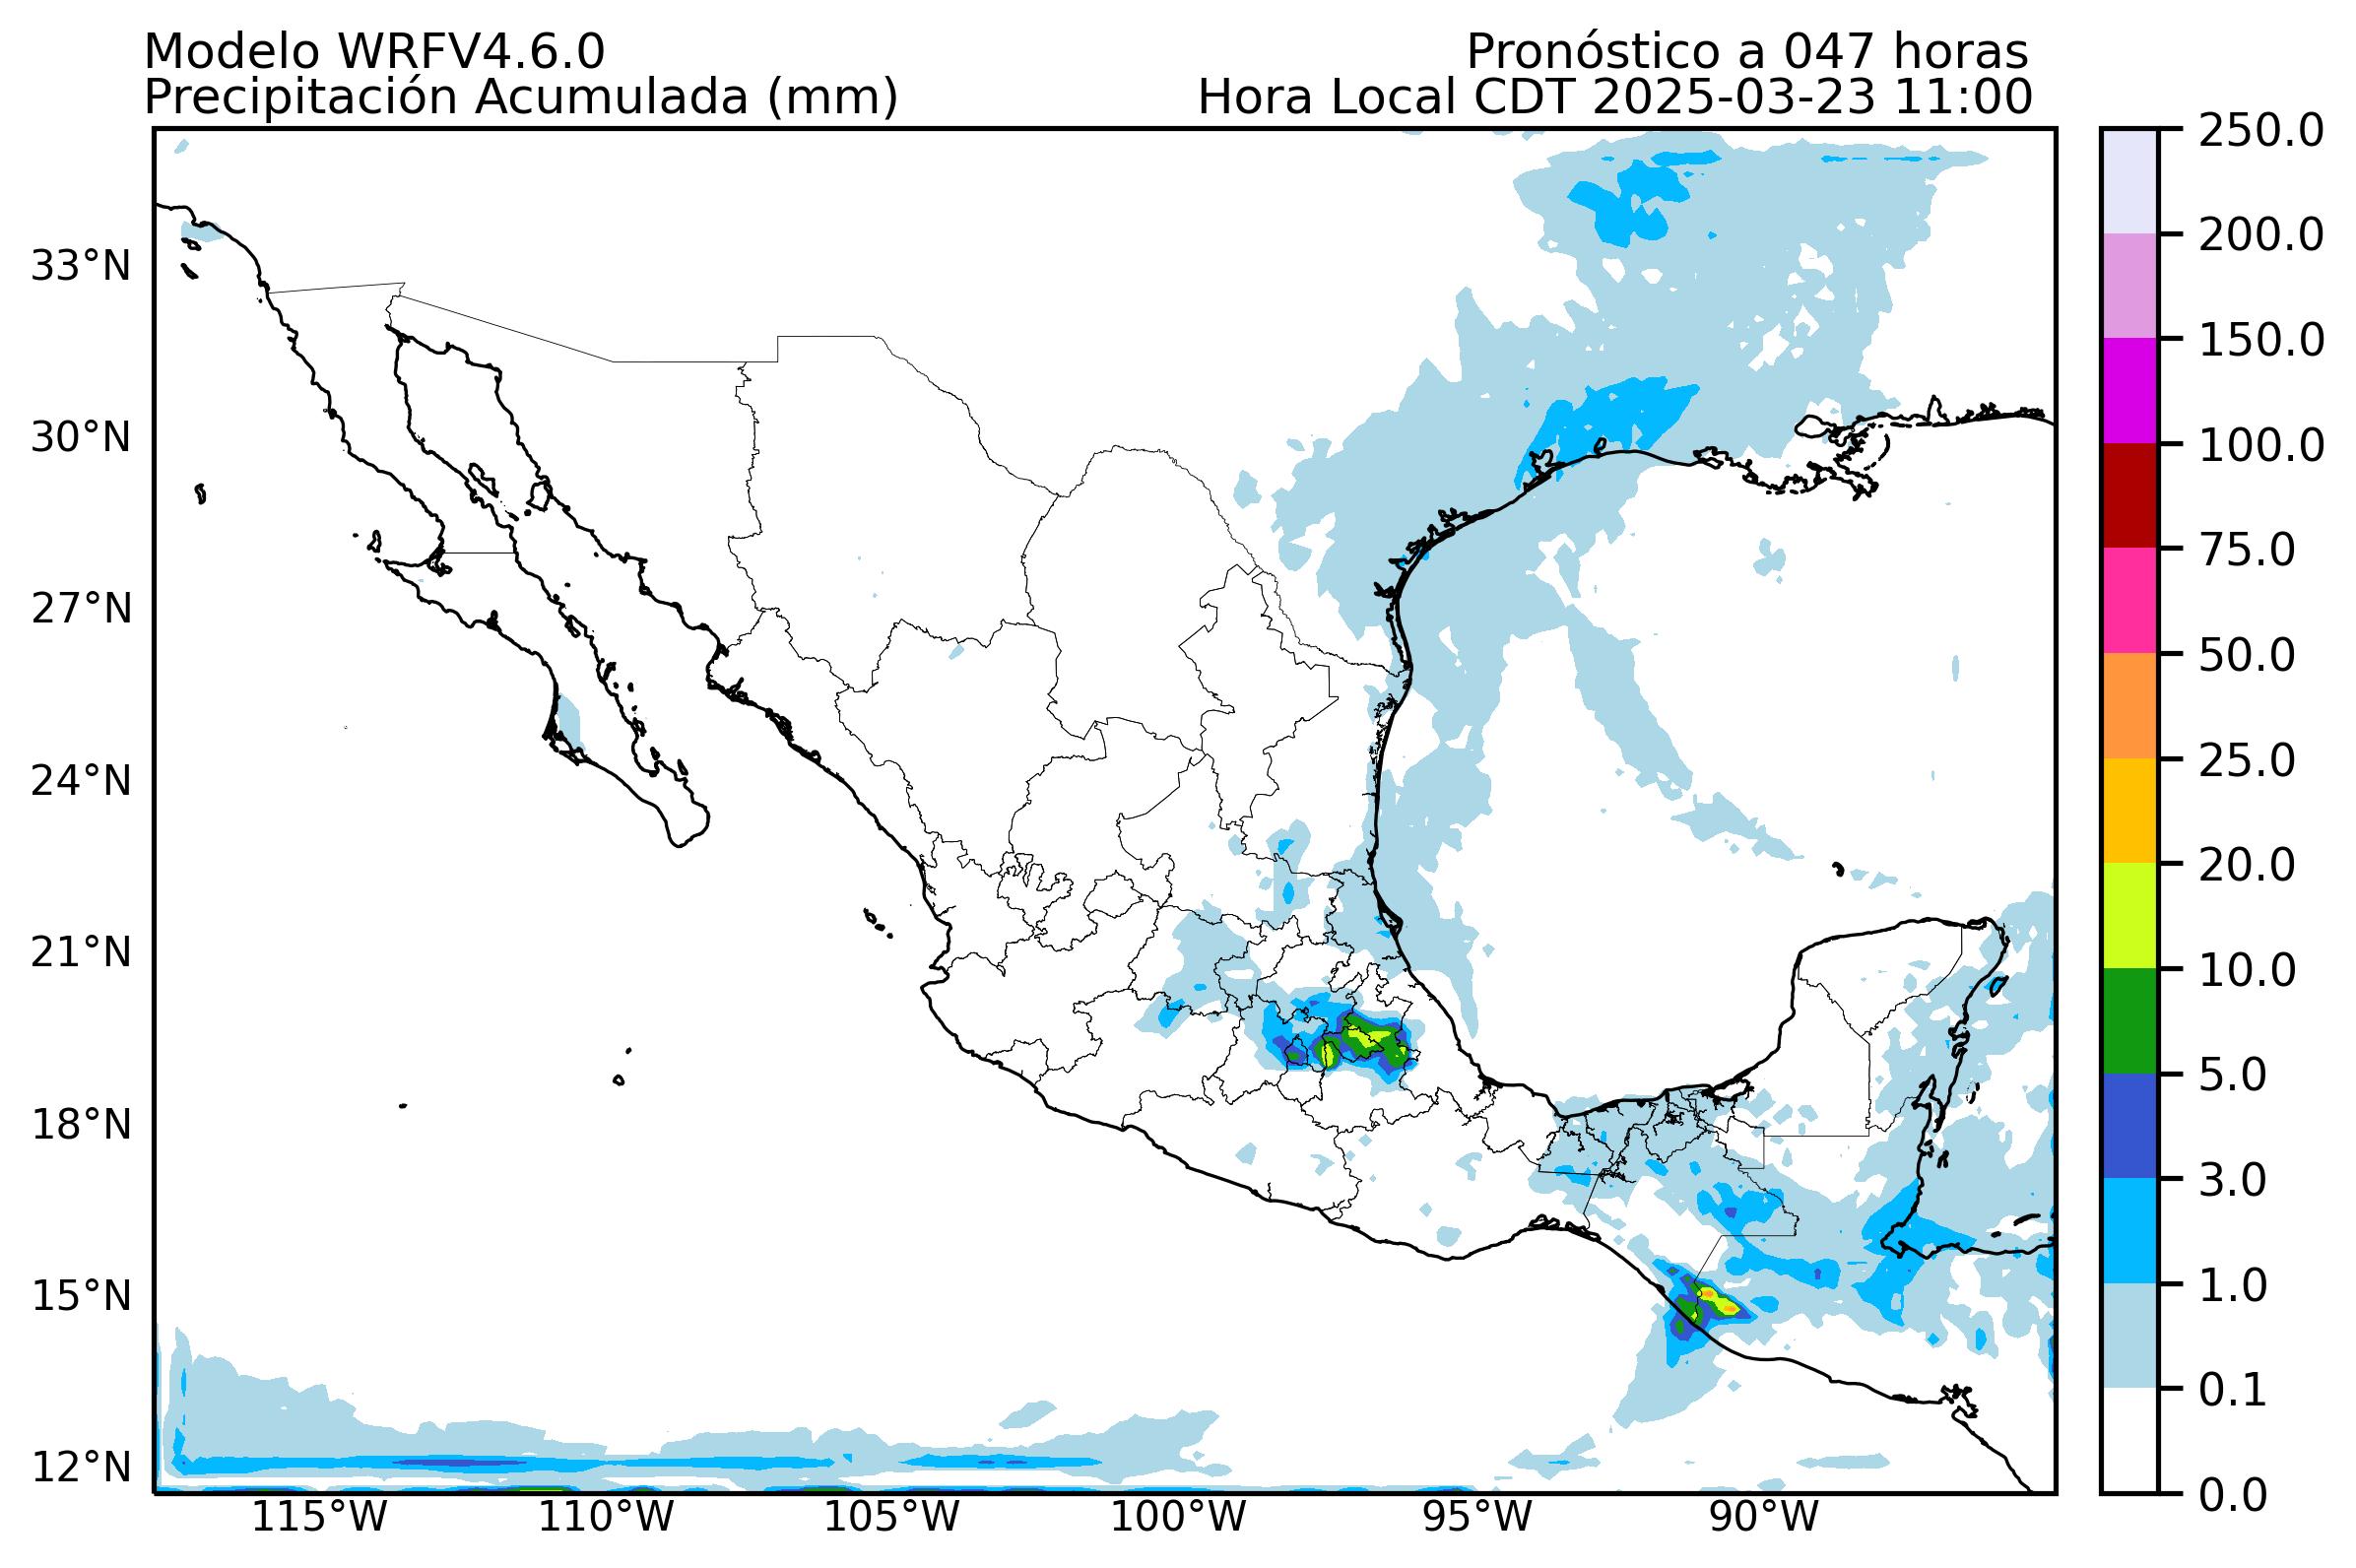 Modelo WRFV4.6.0
Pronóstico a 047 horas
Precipitación Acumulada (mm)
Hora Local CDT 2025-03-23 11:00
33°N
30°N
27°N
24°N
21°N
18°N
15°N
12°N
115°W
110°W
105°W
100°W
95°W
90°W
250.0
200.0
150.0
100.0
75.0
50.0
25.0
20.0
10.0
5.0
3.0
1.0
0.1
0.0